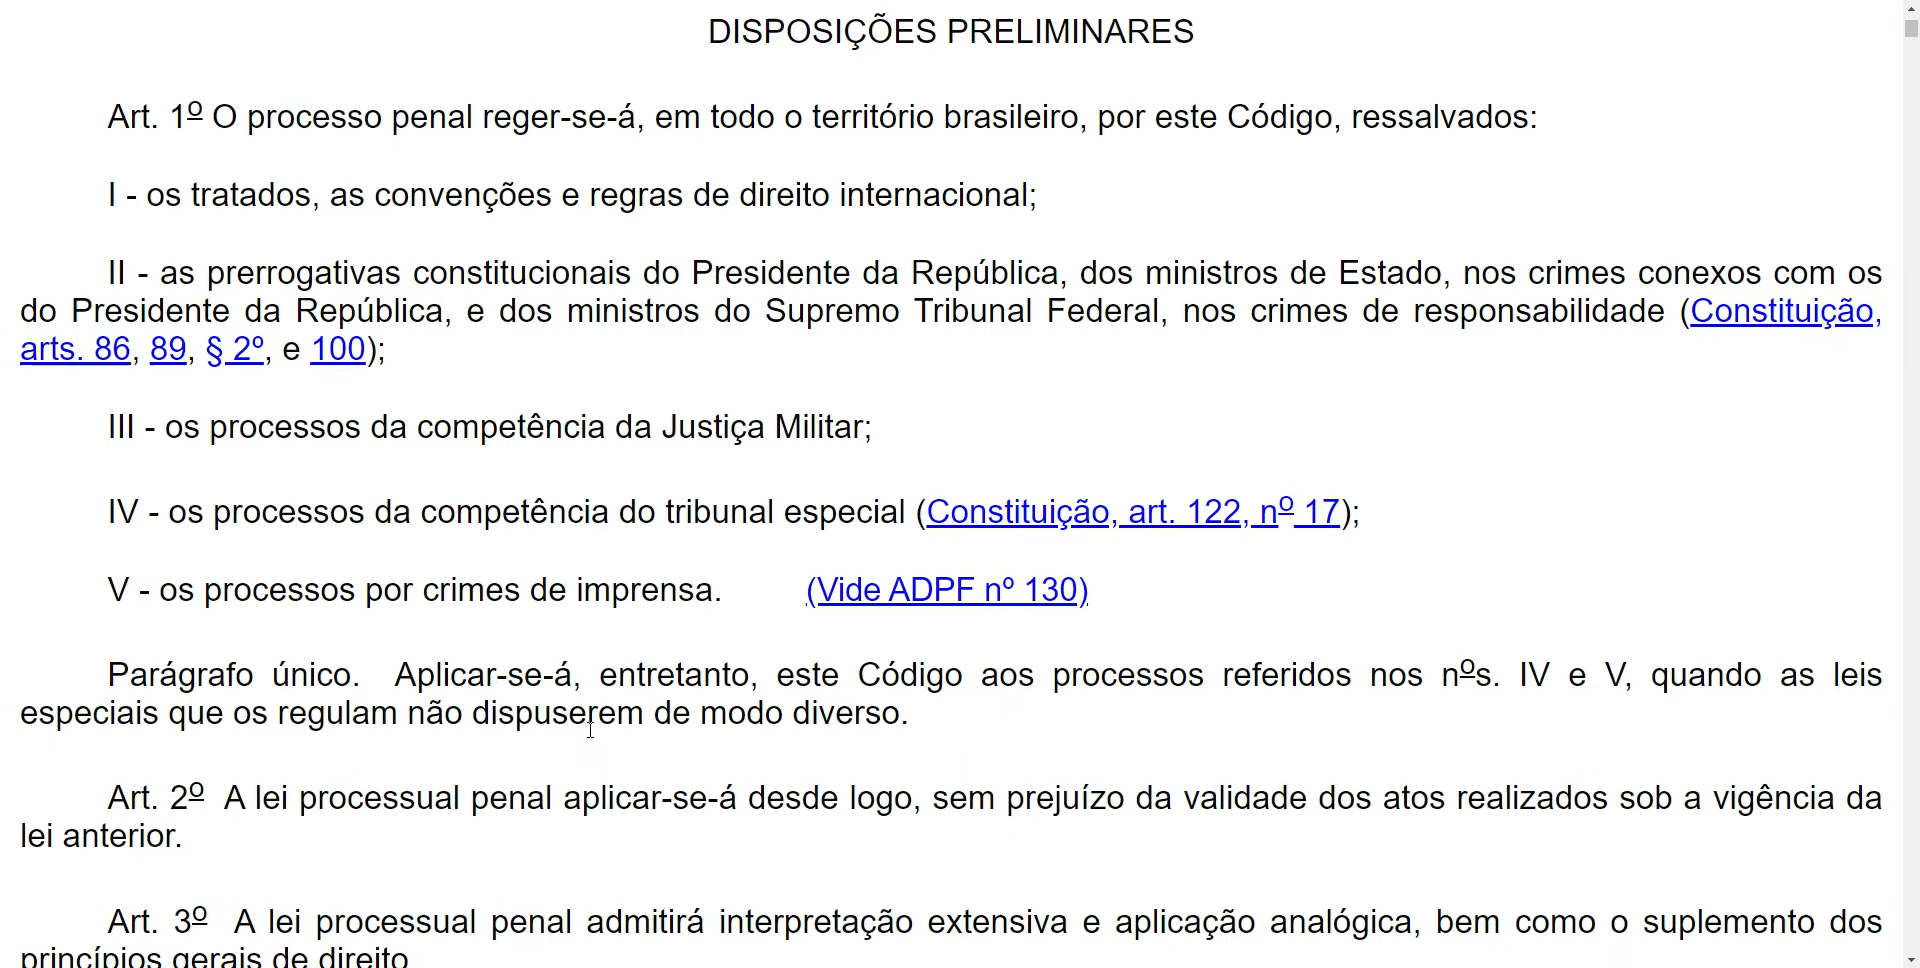 DISPOSIÇÕES PRELIMINARES
Art. 1º O processo penal reger-se-á, em todo o território brasileiro, por este Código, ressalvados:
I - os tratados, as convenções e regras de direito internacional;
II - as prerrogativas constitucionais do Presidente da República, dos ministros de Estado, nos crimes conexos com os
do Presidente da República, e dos ministros do Supremo Tribunal Federal, nos crimes de responsabilidade (Constituição,
arts. 86, 89, § 2º, e 100);
III - os processos da competência da Justiça Militar;
IV - os processos da competência do tribunal especial (Constituição, art. 122, nº 17);
V - os processos por crimes de imprensa. (Vide ADPF nº 130)
Parágrafo único. Aplicar-se-á, entretanto, este Código aos processos referidos nos nºs. IV e V, quando as leis
especiais que os regulam não dispuserem de modo diverso.
Art. 2º A lei processual penal aplicar-se-á desde logo, sem prejuízo da validade dos atos realizados sob a vigência da
lei anterior.
Art. 3º A lei processual penal admitirá interpretação extensiva e aplicação analógica, bem como o suplemento dos
princípios gerais de direito